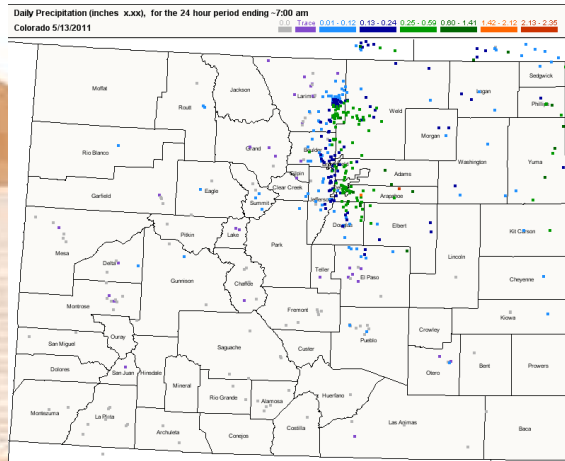 Daily Precipitation (inches x.xx), for the 24 hour period ending ~7:00 am
Colorado 5/13/2011
0.0 Trace 0.01 - 0.12 0.13 - 0.24 0.25 - 0.59 0.60 - 1.41 1.42 - 2.12 2.13 - 2.35
Moffat
Routt
Jackson
Larimer
Weld
Logan
Sedgwick
Phillips
Morgan
Rio Blanco
Grand
Boulder
Washington
Yuma
Gilpin
Adams
Garfield
Eagle
Clear Creek
Summit
Jefferson
Arapahoe
Pitkin
Lake
Park
Douglas
Elbert
Kit Carson
Mesa
Delta
Gunnison
Chaffee
Teller
El Paso
Lincoln
Cheyenne
Montrose
Fremont
Kiowa
Ouray
Saguache
Custer
Pueblo
Crowley
San Miguel
Dolores
San Juan
Hinsdale
Mineral
Otero
Bent
Prowers
Rio Grande
Alamosa
Huerfano
Montezuma
La Plata
Archuleta
Conejos
Costilla
Las Animas
Baca